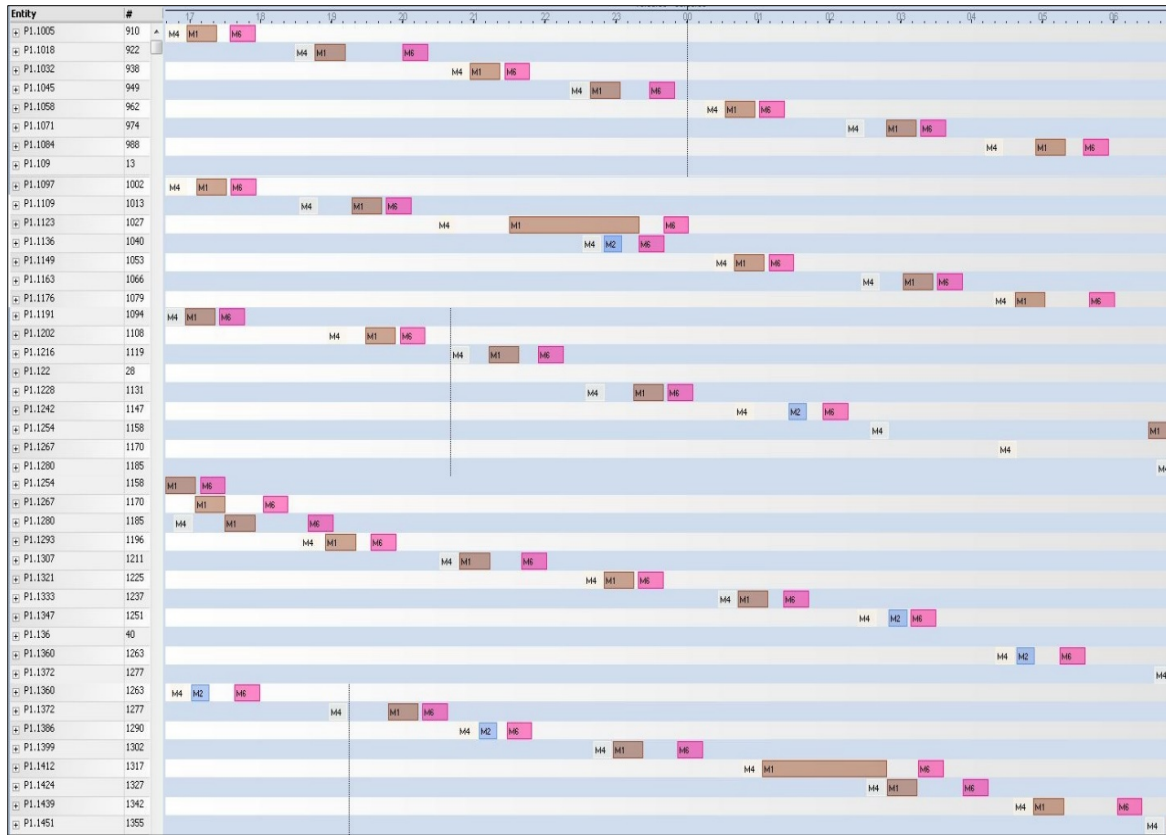 Entity #
17 18 20 22 23 00 01 03 04 05 06
P1.1005 910 M4 M1 M6
P1.1018 922 M4 M1 M6
P1.1032 938 M4 M1 M6
P1.1045 949 M4 M1 M6
P1.1058 962 M4 M1 M6
P1.1071 974 M4 M1 M6
P1.1084 988 M4 M1 M6
P1.109 13
P1.1097 1002 M4 M1 M6
P1.1109 1013 M4 M1 M6
P1.1123 1027 M4 M1 M6
P1.1136 1040 M4 M2 M6
P1.1149 1053 M4 M1 M6
P1.1163 1066 M4 M1 M6
P1.1176 1079 M4 M1 M6
P1.1191 1094 M4 M1 M6
P1.1202 1108 M4 M1 M6
P1.1216 1119 M4 M1 M6
P1.122 28
P1.1228 1131 M4 M1 M6
P1.1242 1147 M4 M2 M6
P1.1254 1158 M4 M1
P1.1267 1170 M4
P1.1280 1185 M4
P1.1254 1158 M1 M6
P1.1267 1170 M1 M6
P1.1280 1185 M4 M1 M6
P1.1293 1196 M4 M1 M6
P1.1307 1211 M4 M1 M6
P1.1321 1225 M4 M1 M6
P1.1333 1237 M4 M1 M6
P1.1347 1251 M4 M2 M6
P1.136 40
P1.1360 1263 M4 M2 M6
P1.1372 1277 M4
P1.1360 1263 M4 M2 M6
P1.1372 1277 M4 M1 M6
P1.1386 1290 M4 M2 M6
P1.1399 1302 M4 M1 M6
P1.1412 1317 M4 M1 M6
P1.1424 1327 M4 M1 M6
P1.1439 1342 M4 M1 M6
P1.1451 1355 M4